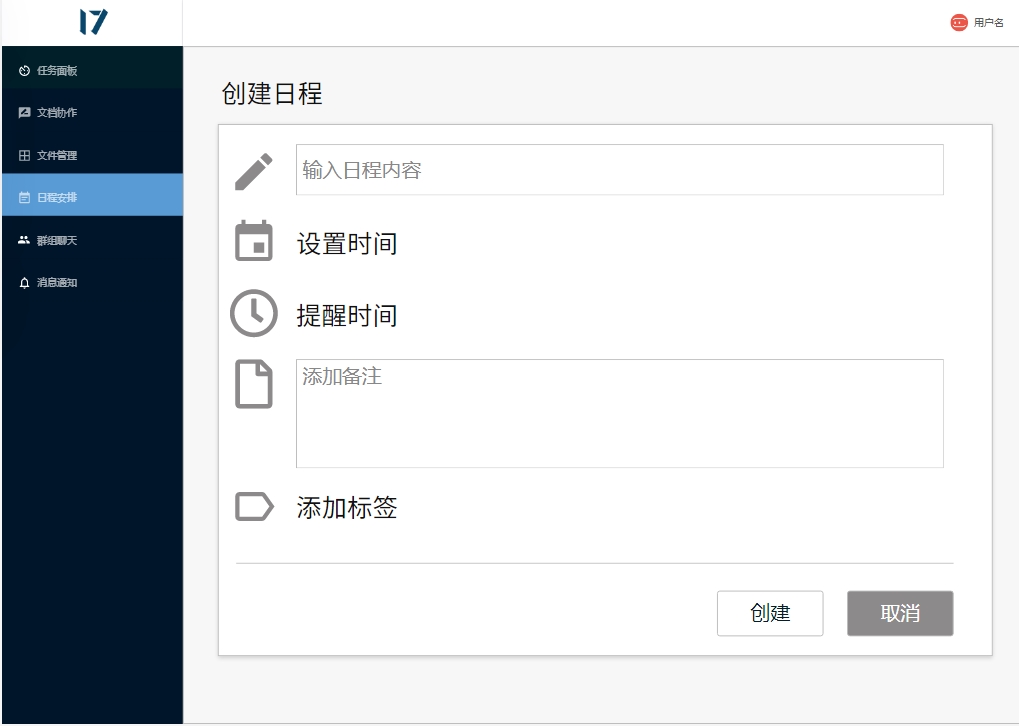 17
用户名
任务面板
文档协作
文件管理
日程安排
群组聊天
消息通知
创建日程
输入日程内容
设置时间
提醒时间
添加备注
添加标签
创建
取消